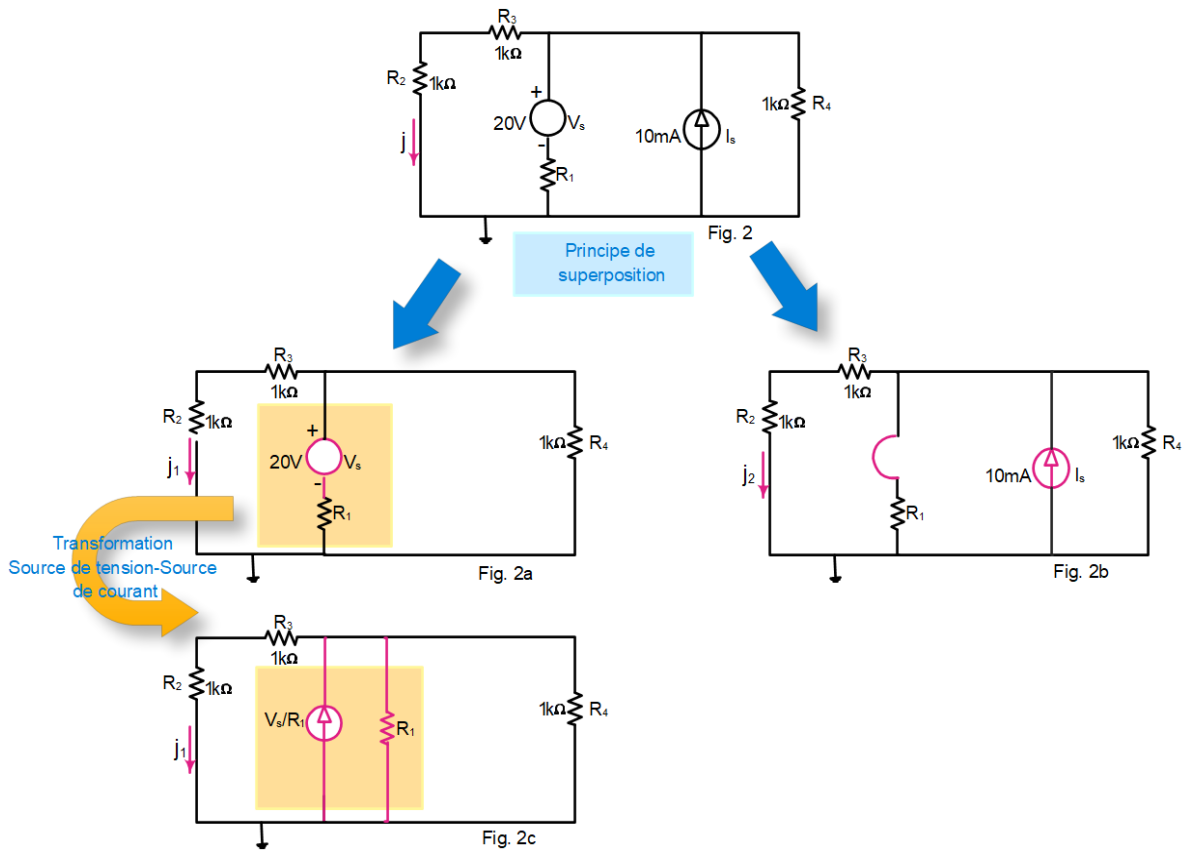 R₃
1kΩ
R₂
1kΩ
+
1kΩ
R₄
20V
Vₛ
j
10mA
Iₛ
-
R₁
Fig. 2
Principe de
superposition
R₃
1kΩ
R₂
1kΩ
+
1kΩ
R₄
20V
Vₛ
j₁
-
R₁
Fig. 2a
R₃
1kΩ
R₂
1kΩ
1kΩ
R₄
j₂
10mA
Iₛ
R₁
Fig. 2b
Transformation
Source de tension-Source
de courant
R₃
1kΩ
R₂
1kΩ
1kΩ
R₄
Vₛ/R₁
R₁
j₁
Fig. 2c